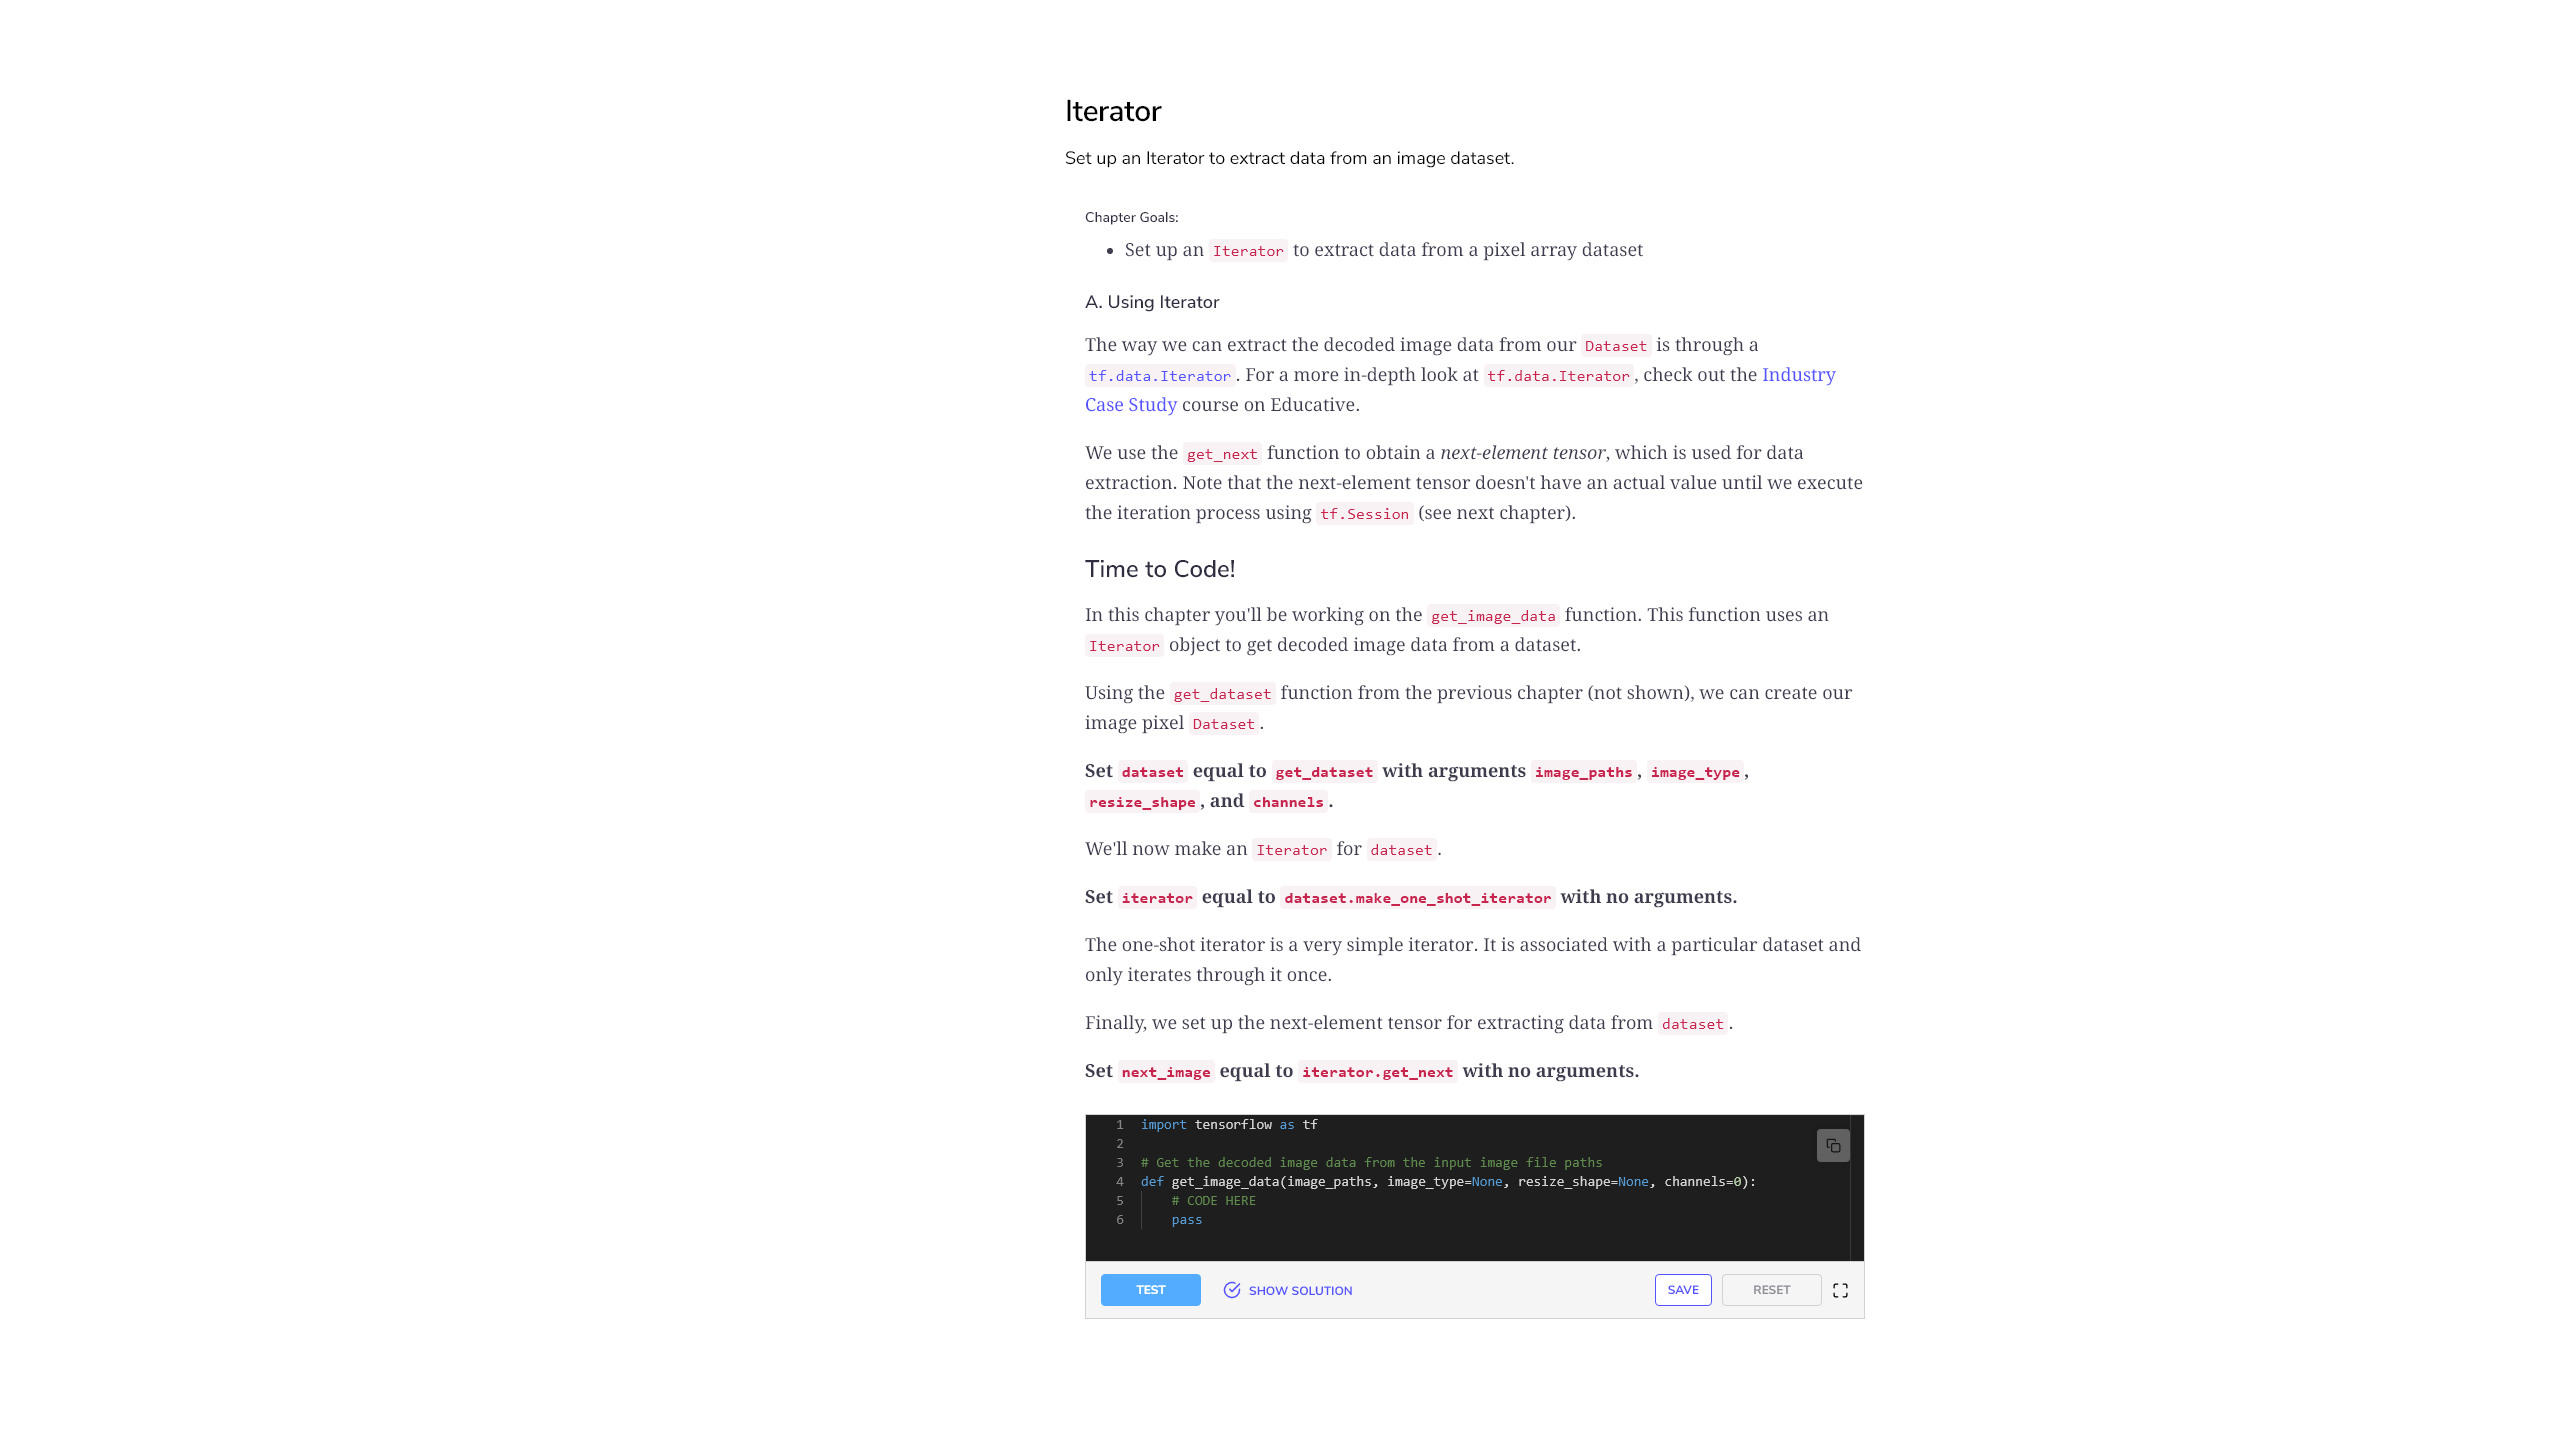 Iterator
Set up an Iterator to extract data from an image dataset.
Chapter Goals:
• Set up an Iterator to extract data from a pixel array dataset
A. Using Iterator
The way we can extract the decoded image data from our Dataset is through a
tf.data.Iterator. For a more in-depth look at tf.data.Iterator, check out the Industry
Case Study course on Educative.
We use the get_next function to obtain a next-element tensor, which is used for data
extraction. Note that the next-element tensor doesn't have an actual value until we execute
the iteration process using tf.Session (see next chapter).
Time to Code!
In this chapter you'll be working on the get_image_data function. This function uses an
Iterator object to get decoded image data from a dataset.
Using the get_dataset function from the previous chapter (not shown), we can create our
image pixel Dataset.
Set dataset equal to get_dataset with arguments image_paths, image_type,
resize_shape, and channels.
We'll now make an Iterator for dataset.
Set iterator equal to dataset.make_one_shot_iterator with no arguments.
The one-shot iterator is a very simple iterator. It is associated with a particular dataset and
only iterates through it once.
Finally, we set up the next-element tensor for extracting data from dataset.
Set next_image equal to iterator.get_next with no arguments.
1 import tensorflow as tf
2
3 # Get the decoded image data from the input image file paths
4 def get_image_data(image_paths, image_type=None, resize_shape=None, channels=0):
5     # CODE HERE
6     pass
TEST SHOW SOLUTION SAVE RESET